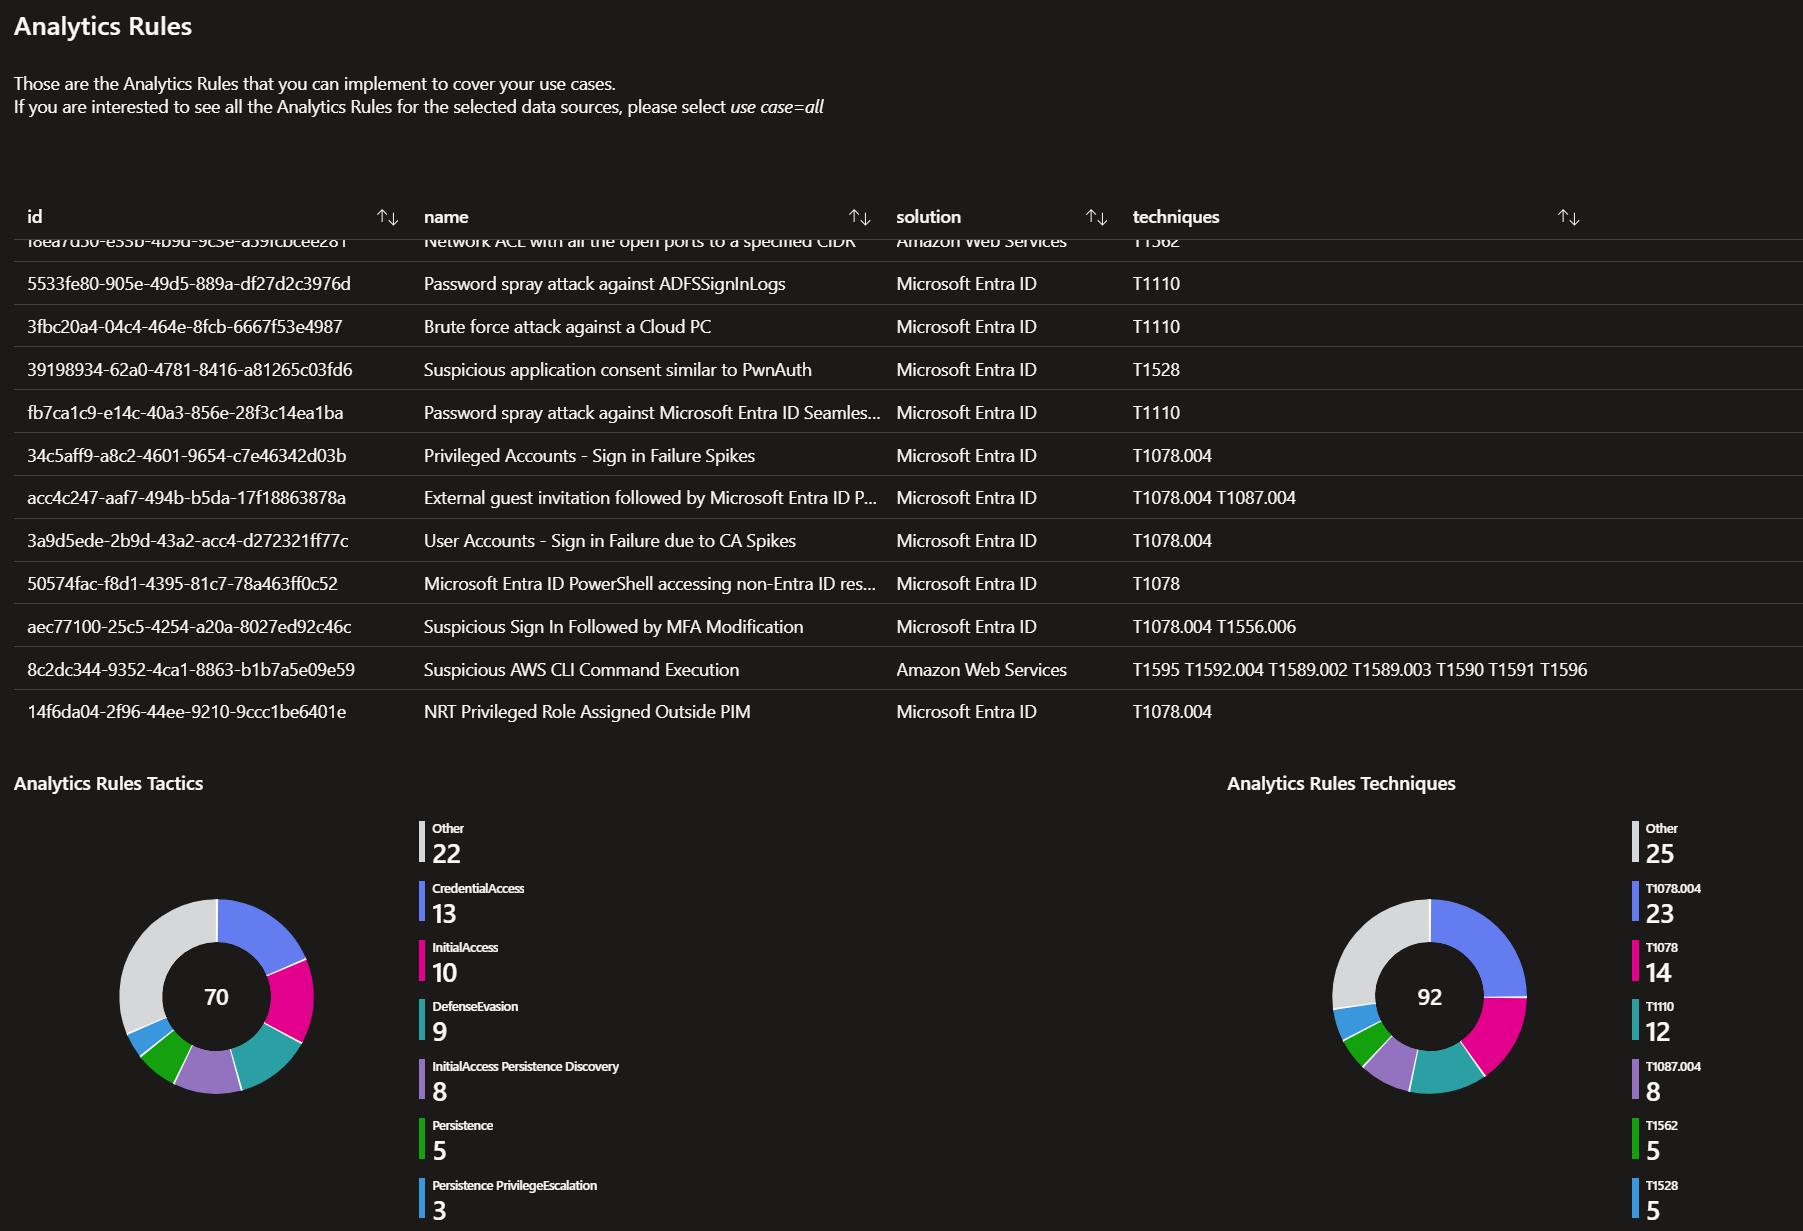 Analytics Rules
Those are the Analytics Rules that you can implement to cover your use cases.
If you are interested to see all the Analytics Rules for the selected data sources, please select use case=all
id name solution techniques
f8ea7d50-e33b-4b9d-9c3e-a59fcbcee281 Network ACL with all the open ports to a specified CIDR Amazon Web Services T1562
5533fe80-905e-49d5-889a-df27d2c3976d Password spray attack against ADFSSignInLogs Microsoft Entra ID T1110
3fbc20a4-04c4-464e-8fcb-6667f53e4987 Brute force attack against a Cloud PC Microsoft Entra ID T1110
39198934-62a0-4781-8416-a81265c03fd6 Suspicious application consent similar to PwnAuth Microsoft Entra ID T1528
fb7ca1c9-e14c-40a3-856e-28f3c14ea1ba Password spray attack against Microsoft Entra ID Seamles... Microsoft Entra ID T1110
34c5aff9-a8c2-4601-9654-c7e46342d03b Privileged Accounts - Sign in Failure Spikes Microsoft Entra ID T1078.004
acc4c247-aaf7-494b-b5da-17f18863878a External guest invitation followed by Microsoft Entra ID P... Microsoft Entra ID T1078.004 T1087.004
3a9d5ede-2b9d-43a2-acc4-d272321ff77c User Accounts - Sign in Failure due to CA Spikes Microsoft Entra ID T1078.004
50574fac-f8d1-4395-81c7-78a463ff0c52 Microsoft Entra ID PowerShell accessing non-Entra ID res... Microsoft Entra ID T1078
aec77100-25c5-4254-a20a-8027ed92c46c Suspicious Sign In Followed by MFA Modification Microsoft Entra ID T1078.004 T1556.006
8c2dc344-9352-4ca1-8863-b1b7a5e09e59 Suspicious AWS CLI Command Execution Amazon Web Services T1595 T1592.004 T1589.002 T1589.003 T1590 T1591 T1596
14f6da04-2f96-44ee-9210-9ccc1be6401e NRT Privileged Role Assigned Outside PIM Microsoft Entra ID T1078.004
Analytics Rules Tactics
70
Other
22
CredentialAccess
13
InitialAccess
10
DefenseEvasion
9
InitialAccess Persistence Discovery
8
Persistence
5
Persistence PrivilegeEscalation
3
Analytics Rules Techniques
92
Other
25
T1078.004
23
T1078
14
T1110
12
T1087.004
8
T1562
5
T1528
5